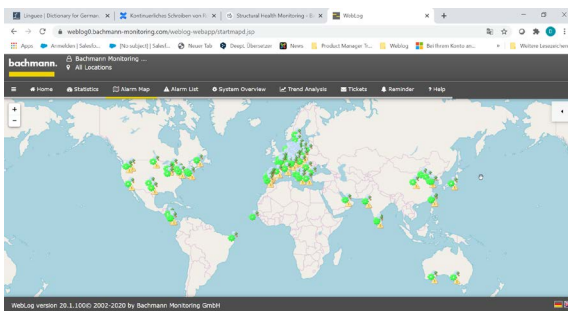 Linguee | Dictionary for German
Kontinuerliches Schreiben von F
Structural Health Monitoring - B
WebLog
weblog0.bachmann-monitoring.com/weblog-webapp/startmapid.jsp
Apps
Anmelden | Salesfo...
[No subject] | Salesf...
Neuer Tab
DeepL Übersetzer
News
Product Manager Tr...
Weblog
Bei Ihrem Konto an...
Weitere Lesezeichen
bachmann.
Bachmann Monitoring ...
All Locations
Home
Statistics
Alarm Map
Alarm List
System Overview
Trend Analysis
Tickets
Reminder
? Help
+
−
WebLog version 20.1.100© 2002-2020 by Bachmann Monitoring GmbH